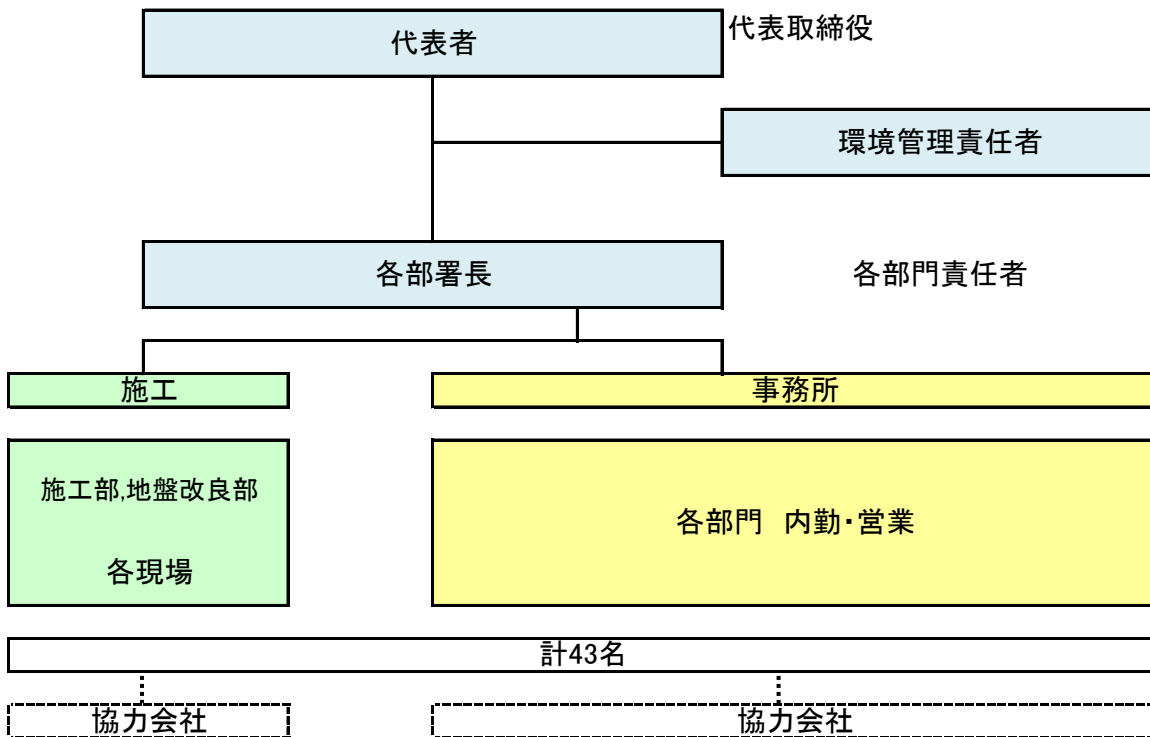 代表者
代表取締役
環境管理責任者
各部署長
各部門責任者
施工
事務所
施工部,地盤改良部
各現場
各部門　内勤・営業
計43名
協力会社
協力会社